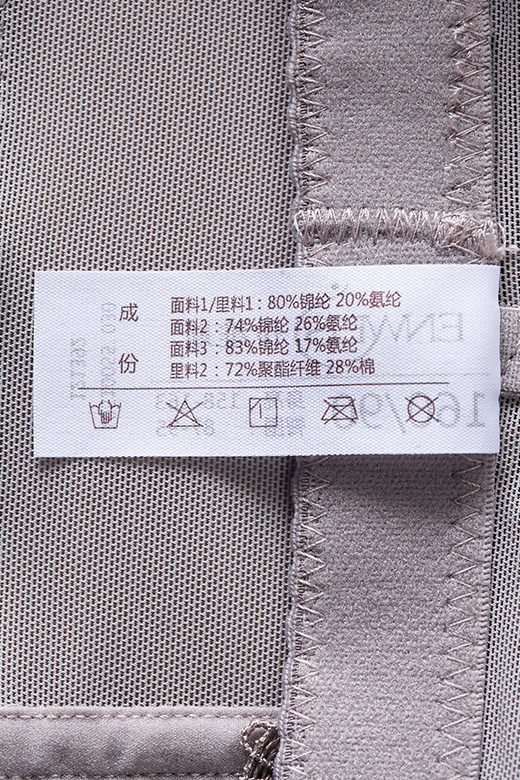 成份
面料1/里料1：80%锦纶 20%氨纶
面料2：74%锦纶 26%氨纶
面料3：83%锦纶 17%氨纶
里料2：72%聚酯纤维 28%棉